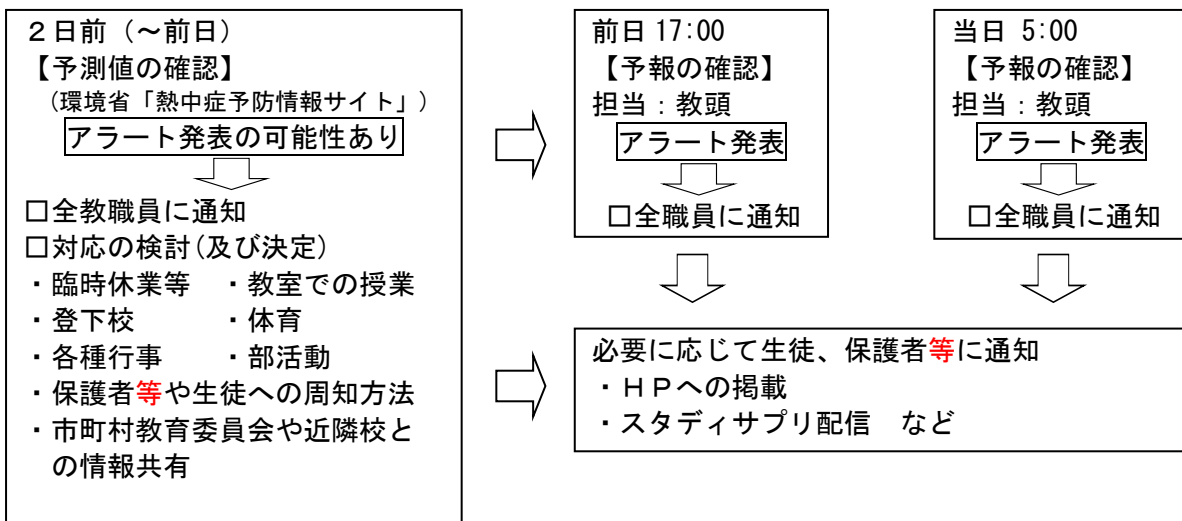 ２日前（～前日）
【予測値の確認】
（環境省「熱中症予防情報サイト」）
アラート発表の可能性あり
□全教職員に通知
□対応の検討(及び決定)
・臨時休業等　・教室での授業
・登下校　　　・体育
・各種行事　　・部活動
・保護者等や生徒への周知方法
・市町村教育委員会や近隣校と
の情報共有
前日 17:00
【予報の確認】
担当：教頭
アラート発表
□全職員に通知
当日 5:00
【予報の確認】
担当：教頭
アラート発表
□全職員に通知
必要に応じて生徒、保護者等に通知
・ＨＰへの掲載
・スタディサプリ配信　など